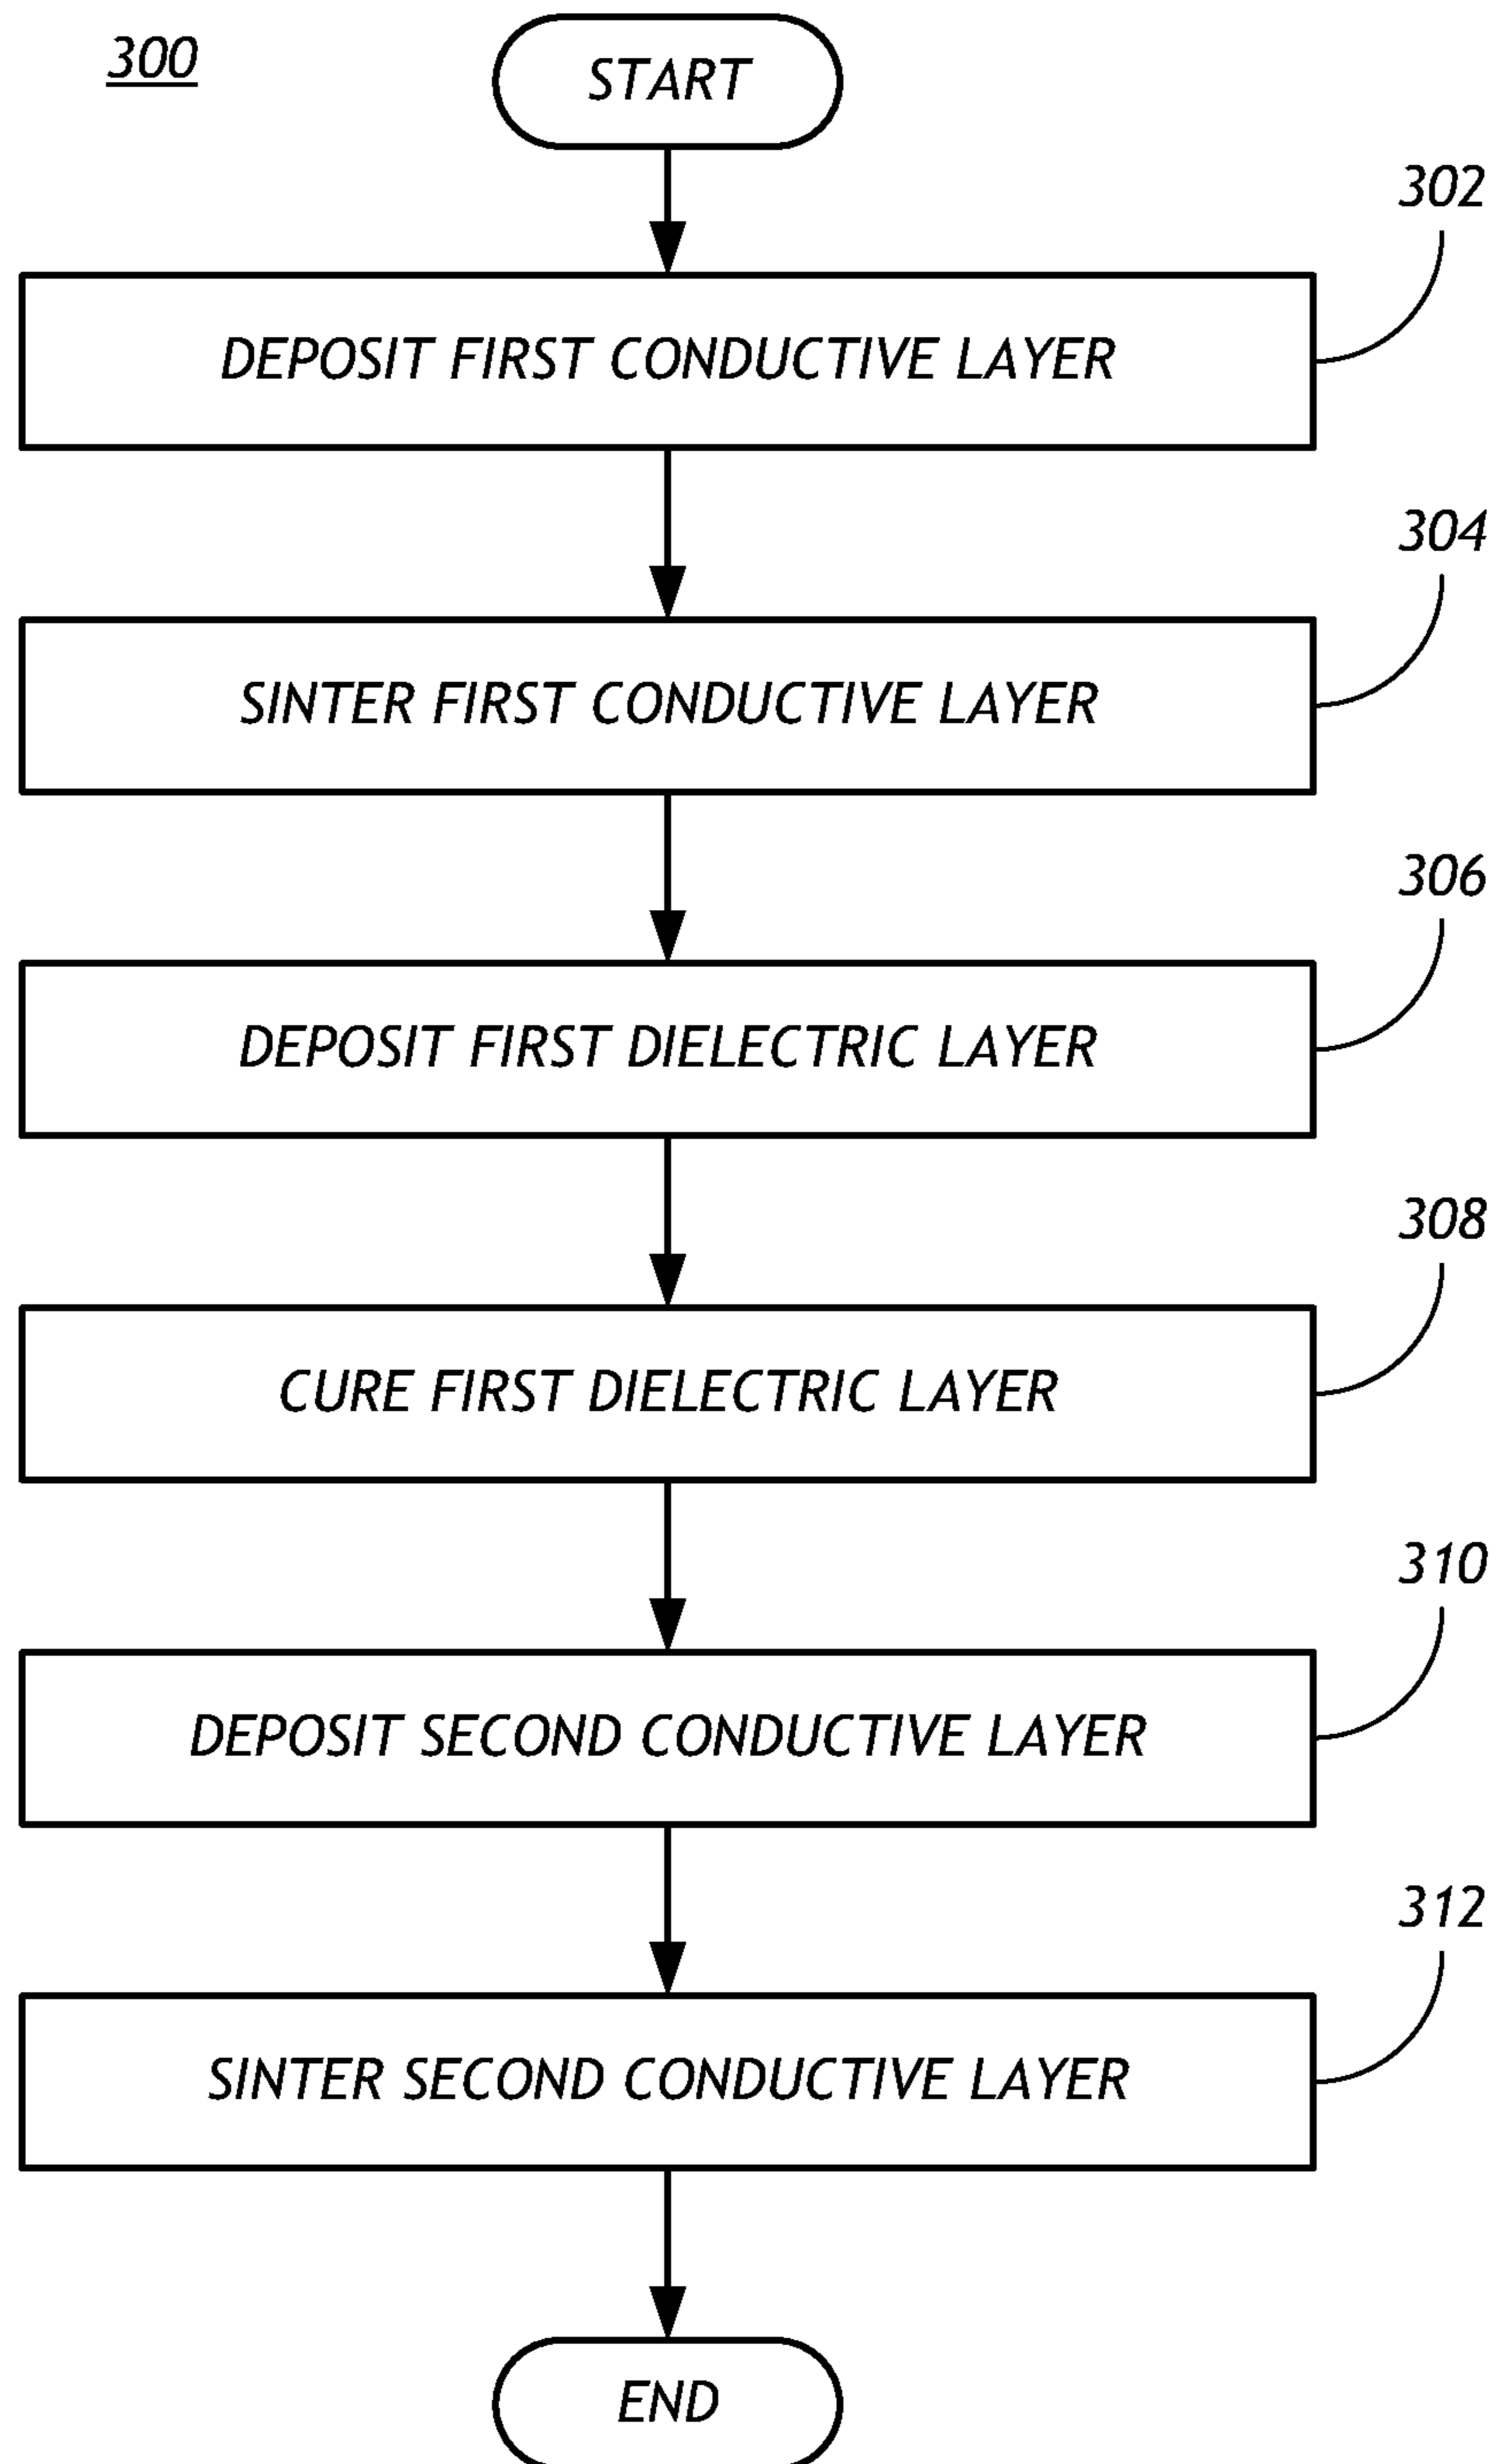 300
START
302
DEPOSIT FIRST CONDUCTIVE LAYER
304
SINTER FIRST CONDUCTIVE LAYER
306
DEPOSIT FIRST DIELECTRIC LAYER
308
CURE FIRST DIELECTRIC LAYER
310
DEPOSIT SECOND CONDUCTIVE LAYER
312
SINTER SECOND CONDUCTIVE LAYER
END